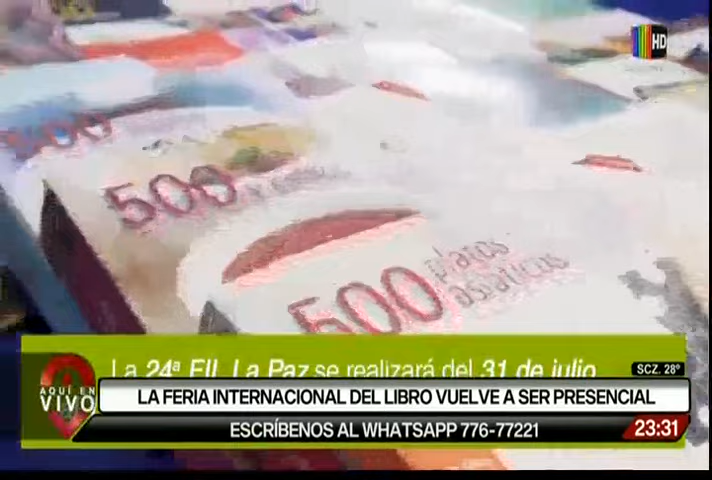 HD
500
500
500 platos
asiáticos
La 24ª FIL La Paz se realizará del 31 de julio
SCZ. 28º
AQUÍ EN
VIVO
LA FERIA INTERNACIONAL DEL LIBRO VUELVE A SER PRESENCIAL
ESCRÍBENOS AL WHATSAPP 776-77221
23:31